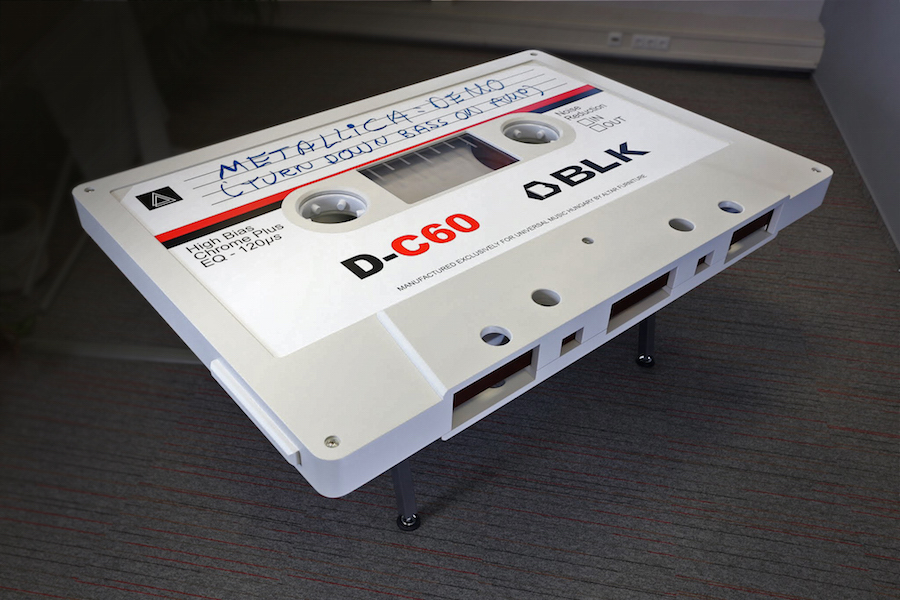 METALLICA - DEMO
(TURN DOWN BASS ON AMP)
A
Noise
Reduction
IN
OUT
High Bias
Chrome Plus
EQ - 120µs
D-C60
BLK
MANUFACTURED EXCLUSIVELY FOR UNIVERSAL MUSIC HUNGARY BY ALTAR FURNITURE